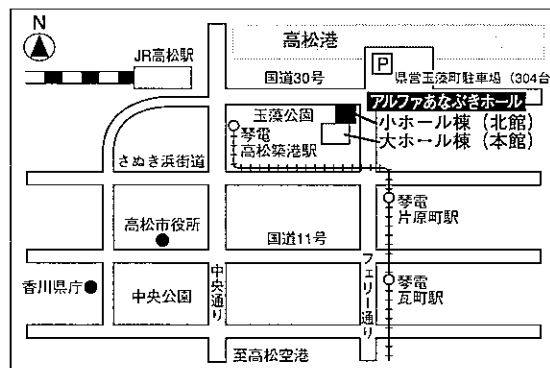 N
高松港
JR高松駅
国道30号
P
県営玉藻町駐車場（304台
アルファあなぶきホール
玉藻公園
小ホール棟（北館）
大ホール棟（本館）
琴電
高松築港駅
さぬき浜街道
琴電
片原町駅
高松市役所
国道11号
中央通り
フェリー通り
琴電
瓦町駅
香川県庁
中央公園
至高松空港